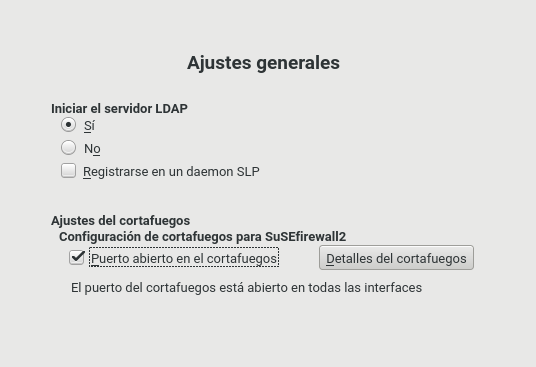 Ajustes generales
Iniciar el servidor LDAP
Sí
No
Registrarse en un daemon SLP
Ajustes del cortafuegos
Configuración de cortafuegos para SuSEfirewall2
Puerto abierto en el cortafuegos Detalles del cortafuegos
El puerto del cortafuegos está abierto en todas las interfaces